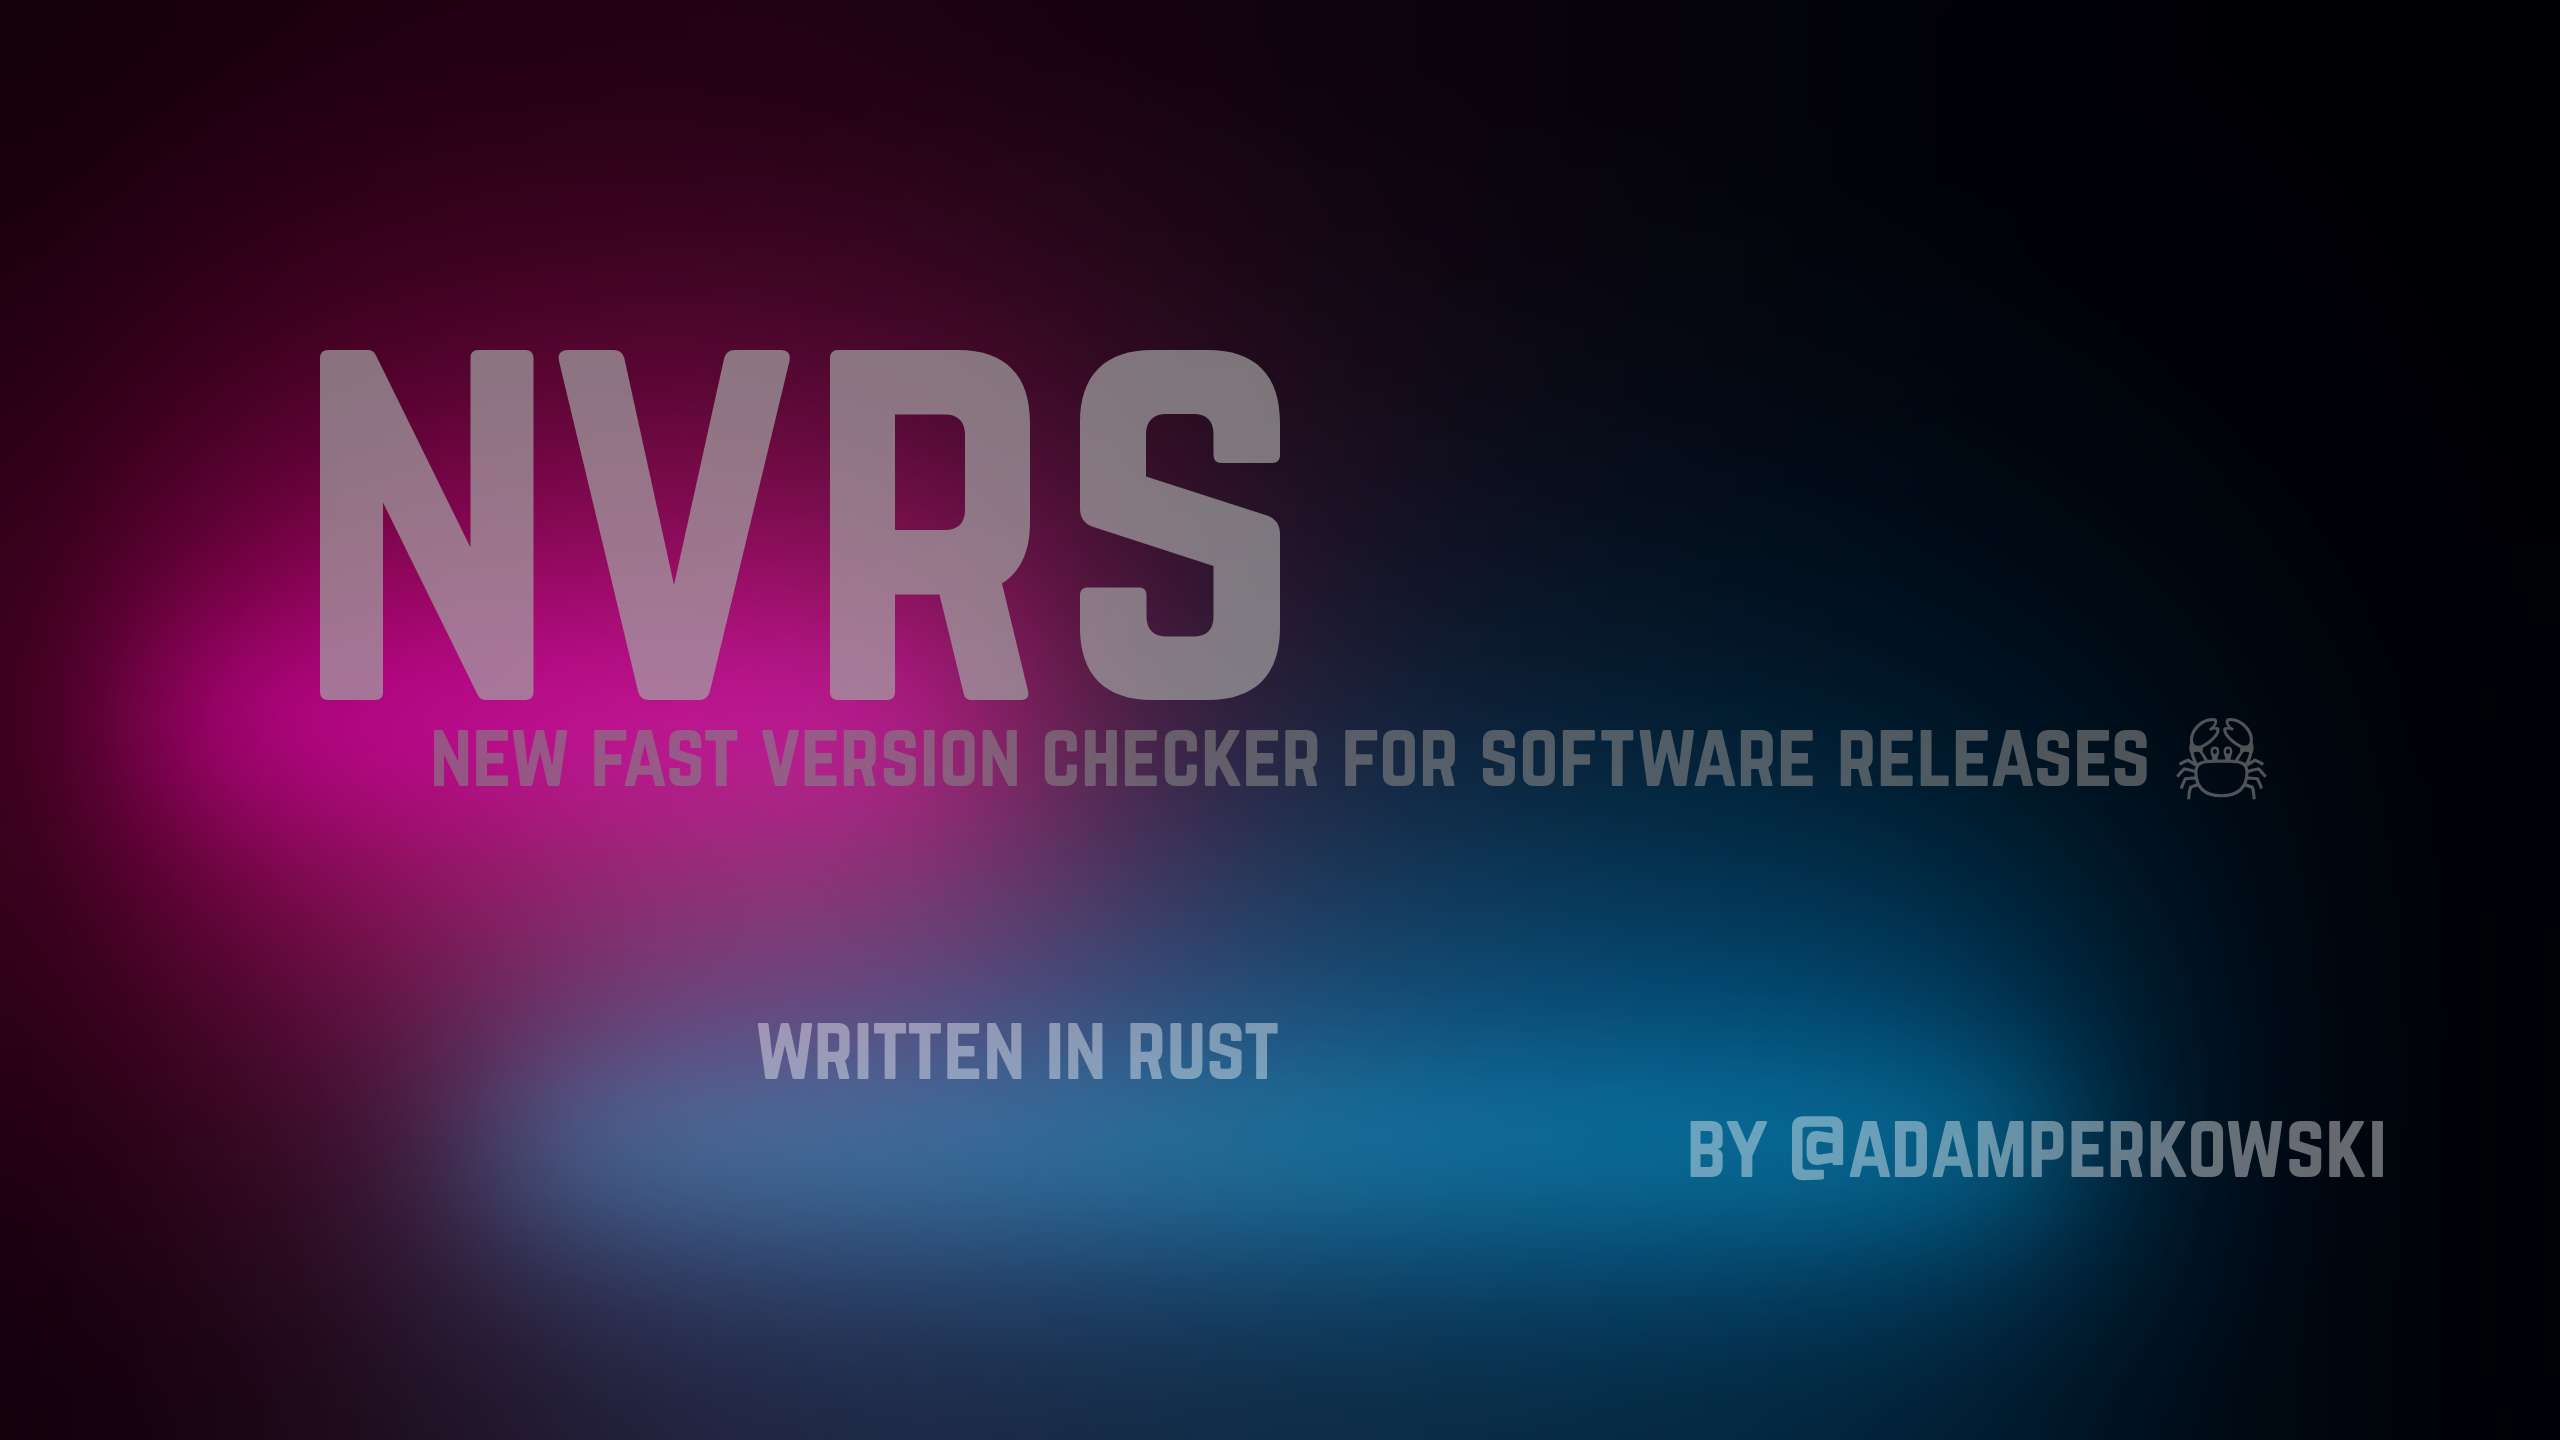 NVRS
NEW FAST VERSION CHECKER FOR SOFTWARE RELEASES 🦀
WRITTEN IN RUST
BY @ADAMPERKOWSKI